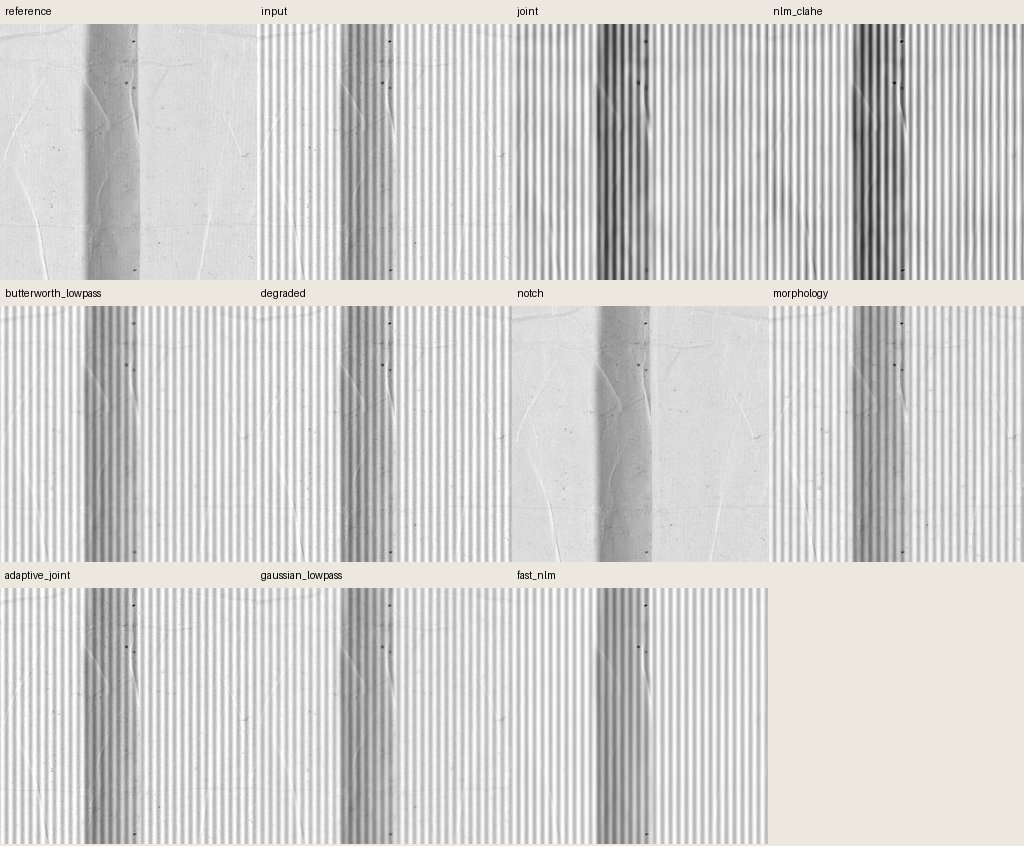 reference
input
joint
nlm_clahe
butterworth_lowpass
degraded
notch
morphology
adaptive_joint
gaussian_lowpass
fast_nlm